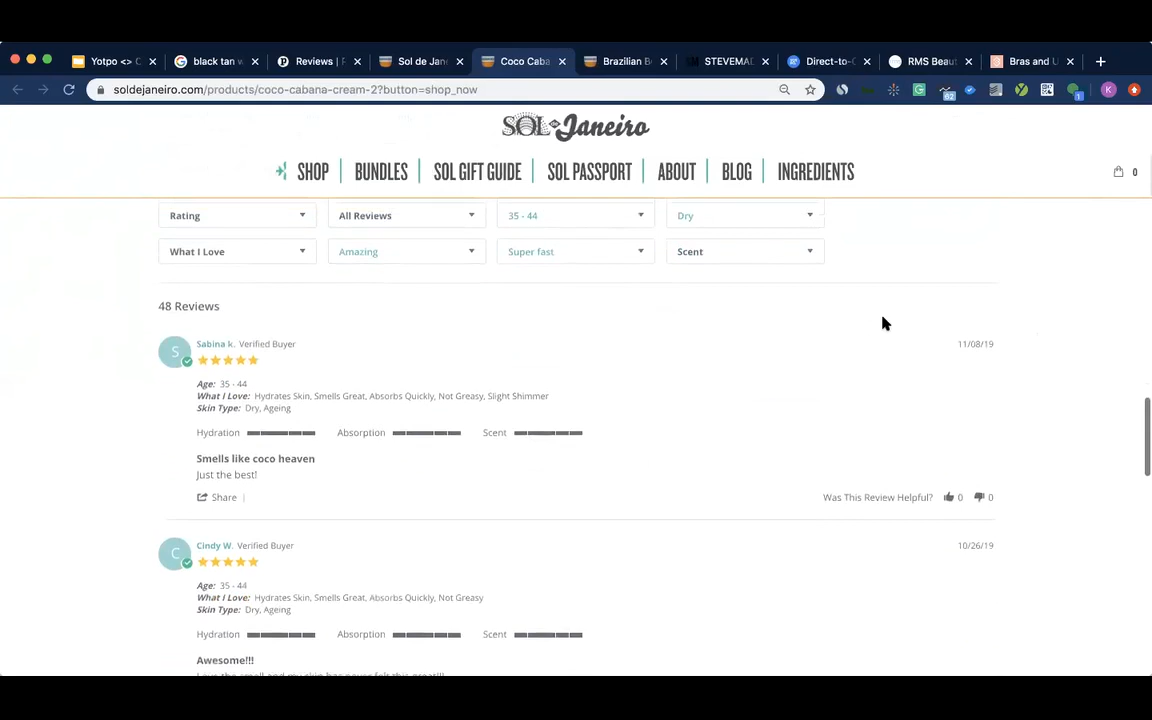 Yotpo <> C
black tan w
Reviews | F
Sol de Jane
Coco Caba
Brazilian B
STEVEMAD
Direct-to-C
RMS Beaut
Bras and U
soldejaneiro.com/products/coco-cabana-cream-2?button=shop_now
SOL DE Janeiro
SHOP
BUNDLES
SOL GIFT GUIDE
SOL PASSPORT
ABOUT
BLOG
INGREDIENTS
0
Rating
All Reviews
35 - 44
Dry
What I Love
Amazing
Super fast
Scent
48 Reviews
S
Sabina k. Verified Buyer
11/08/19
Age: 35 - 44
What I Love: Hydrates Skin, Smells Great, Absorbs Quickly, Not Greasy, Slight Shimmer
Skin Type: Dry, Ageing
Hydration Absorption Scent
Smells like coco heaven
Just the best!
Share |
Was This Review Helpful? 0 0
C
Cindy W. Verified Buyer
10/26/19
Age: 35 - 44
What I Love: Hydrates Skin, Smells Great, Absorbs Quickly, Not Greasy
Skin Type: Dry, Ageing
Hydration Absorption Scent
Awesome!!!